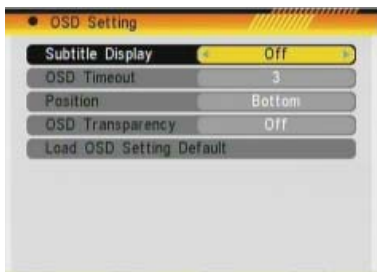 OSD Setting
Subtitle Display Off
OSD Timeout 3
Position Bottom
OSD Transparency Off
Load OSD Setting Default